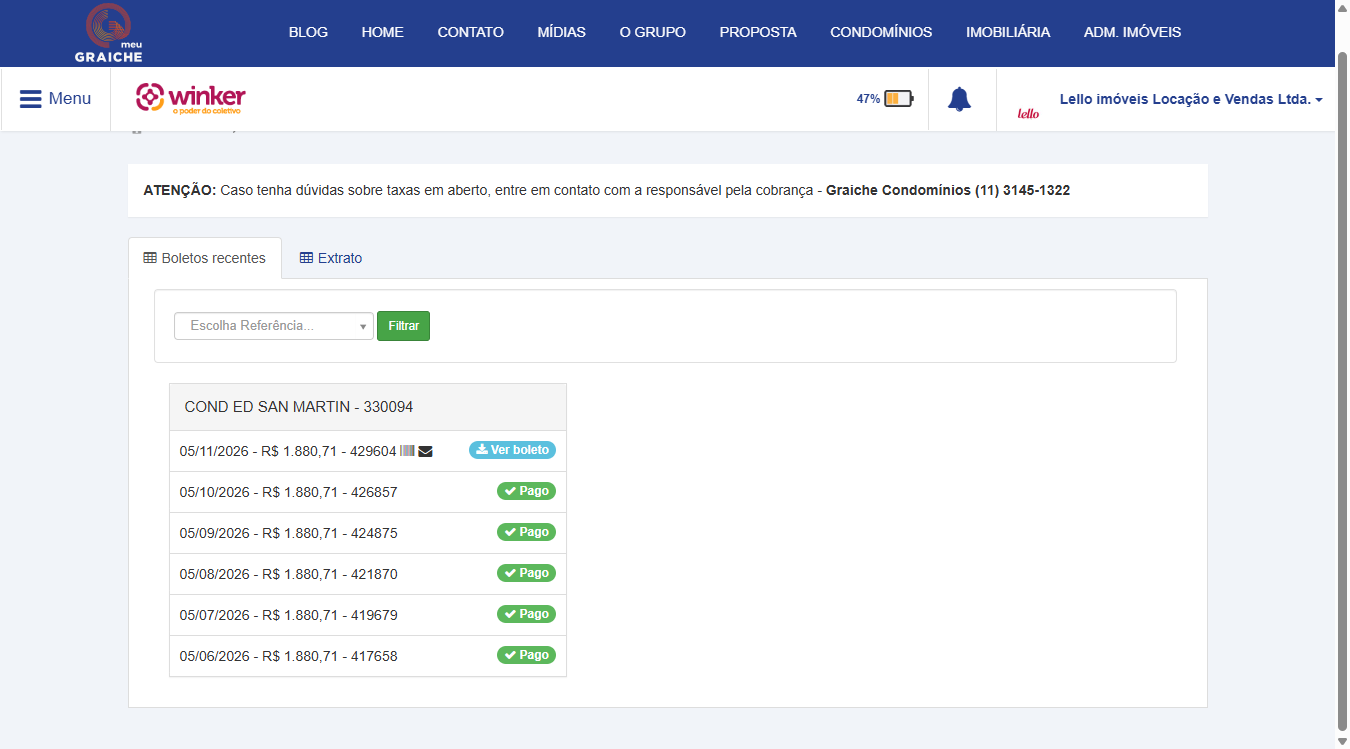 meu
GRAICHE
BLOG HOME CONTATO MÍDIAS O GRUPO PROPOSTA CONDOMÍNIOS IMOBILIÁRIA ADM. IMÓVEIS
Menu
winker
o poder do coletivo
47%
lello
Lello imóveis Locação e Vendas Ltda.
ATENÇÃO: Caso tenha dúvidas sobre taxas em aberto, entre em contato com a responsável pela cobrança - Graiche Condomínios (11) 3145-1322
Boletos recentes Extrato
Escolha Referência... Filtrar
COND ED SAN MARTIN - 330094
05/11/2026 - R$ 1.880,71 - 429604 Ver boleto
05/10/2026 - R$ 1.880,71 - 426857 Pago
05/09/2026 - R$ 1.880,71 - 424875 Pago
05/08/2026 - R$ 1.880,71 - 421870 Pago
05/07/2026 - R$ 1.880,71 - 419679 Pago
05/06/2026 - R$ 1.880,71 - 417658 Pago